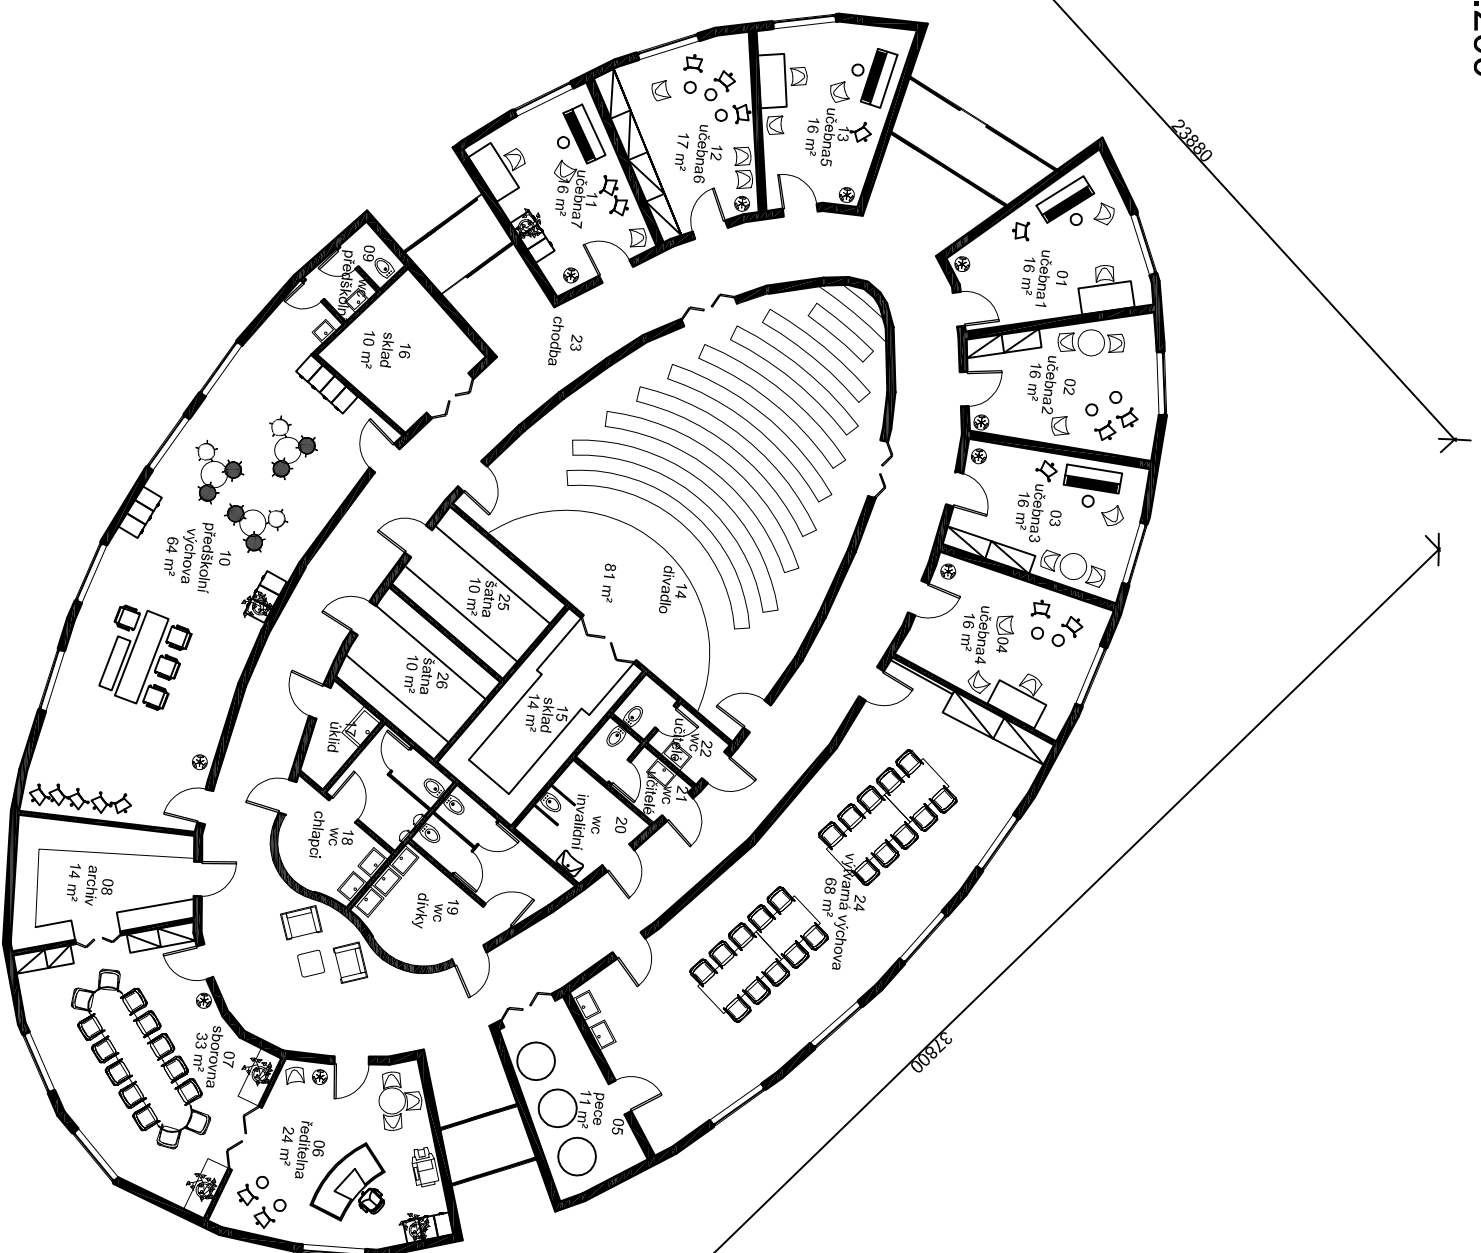 23880
37800
01
učebna1
16 m²
02
učebna2
16 m²
03
učebna3
16 m²
04
učebna4
16 m²
05
pece
11 m²
06
ředitelna
24 m²
07
sborovna
33 m²
08
archiv
14 m²
09
wc
předškolní
10
předškolní
výchova
64 m²
11
učebna7
16 m²
12
učebna6
17 m²
13
učebna5
16 m²
14
divadlo
81 m²
15
sklad
14 m²
16
sklad
10 m²
17
úklid
18
wc
chlapci
19
wc
dívky
20
wc
invalidní
21
wc
učitelé
22
wc
učitelé
23
chodba
24
výtvarná výchova
68 m²
25
šatna
10 m²
26
šatna
10 m²